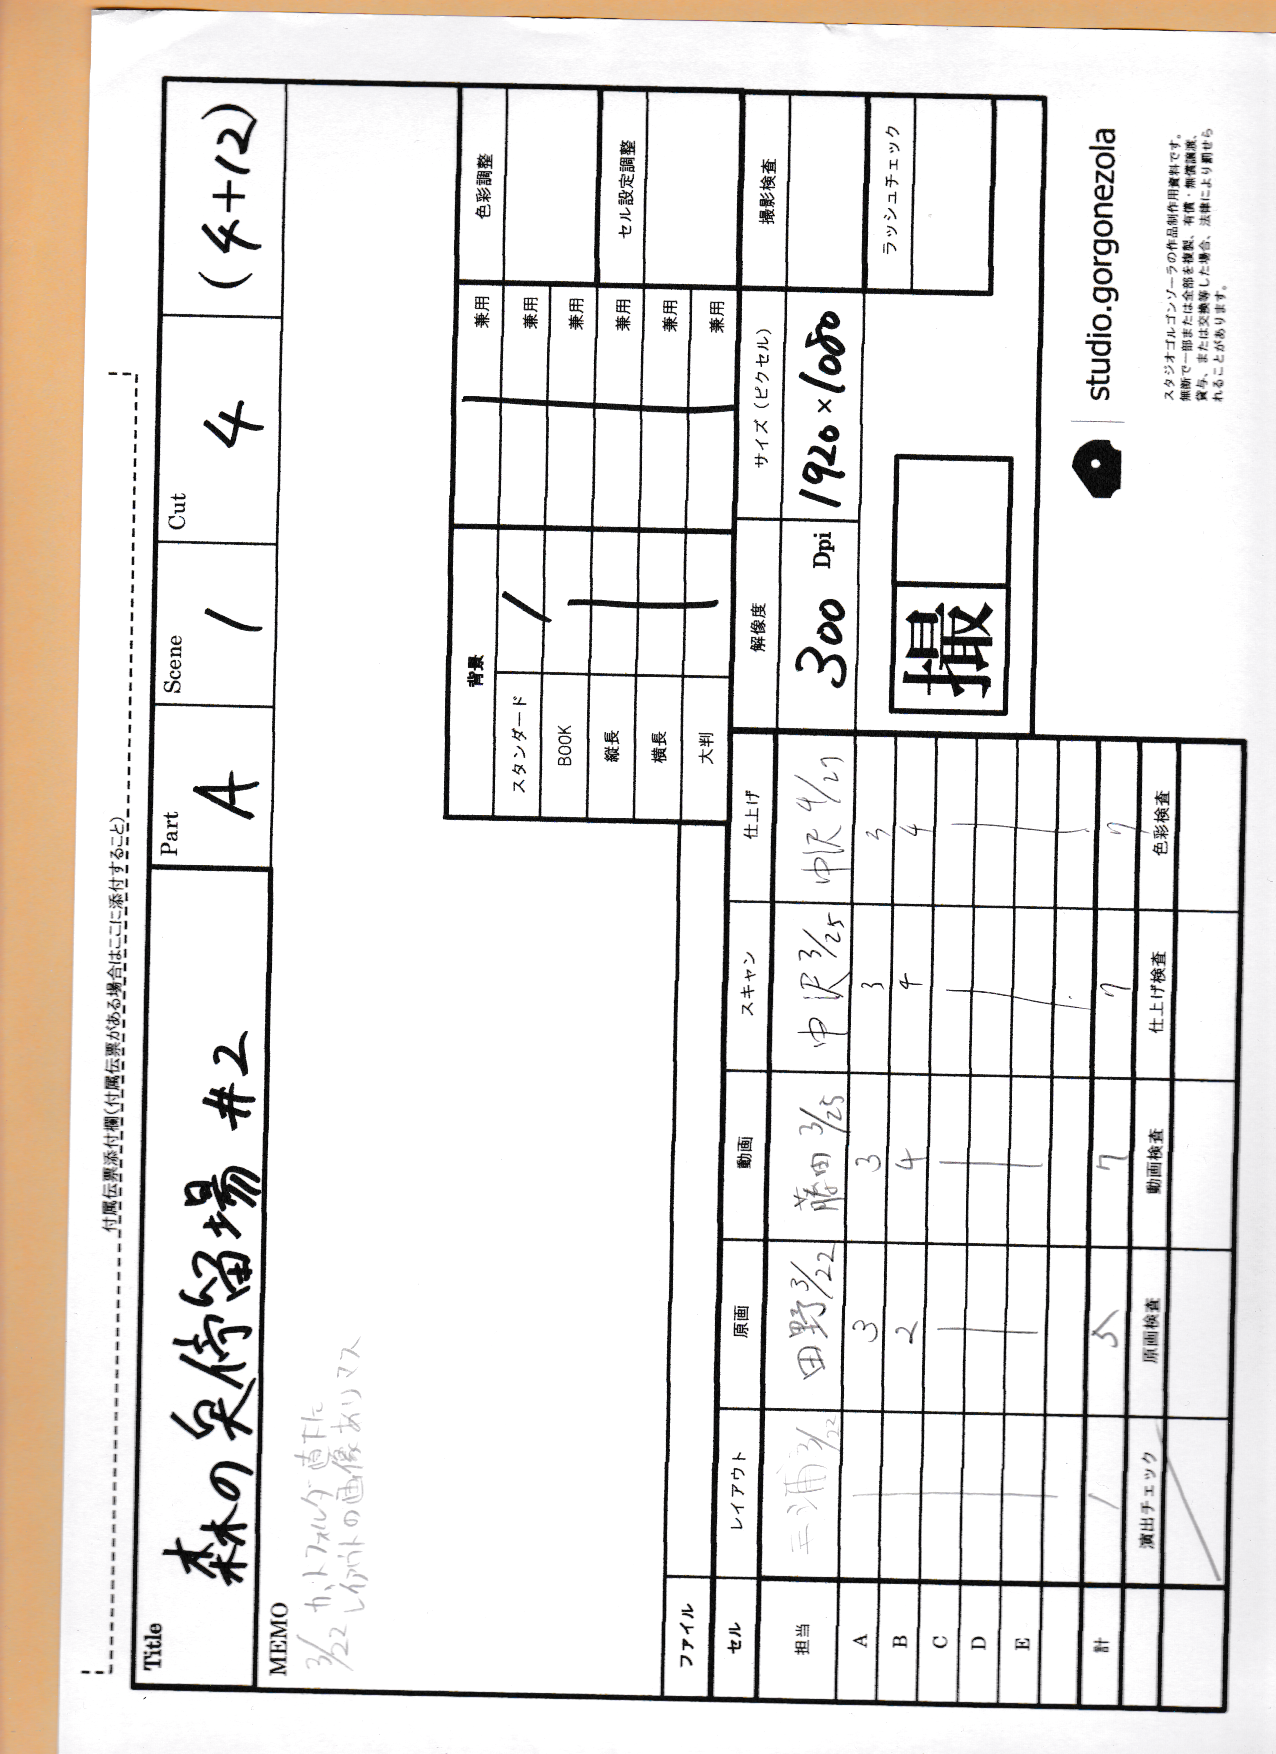 付属伝票添付欄(付属伝票がある場合はここに添付すること)
Title 森の停留場 #2
Part A
Scene 1
Cut 4
(4+12)
MEMO
3/22 カットフォルダ直下に
レイアウトの画像ありマス
背景 兼用 色彩調整
スタンダード 1 兼用
BOOK 兼用
縦長 兼用 セル設定調整
横長 兼用
大判 兼用
ファイル
解像度 サイズ(ピクセル) 撮影検査
300 Dpi 1920×1080
ラッシュチェック
撮
セル レイアウト 原画 動画 スキャン 仕上げ
担当 三浦 3/22 田野 3/22 藤田 3/25 中沢 3/25 中沢 4/27
A 3 3 3 3
B 2 4 4 4
C
D
E
計 1 5 7 7 7
演出チェック 原画検査 動画検査 仕上げ検査 色彩検査
studio.gorgonezola
スタジオゴルゴンゾーラの作品制作用資料です。
無断で一部または全部を複製、有償・無償譲渡、
貸与、または交換等した場合、法律により罰せら
れることがあります。